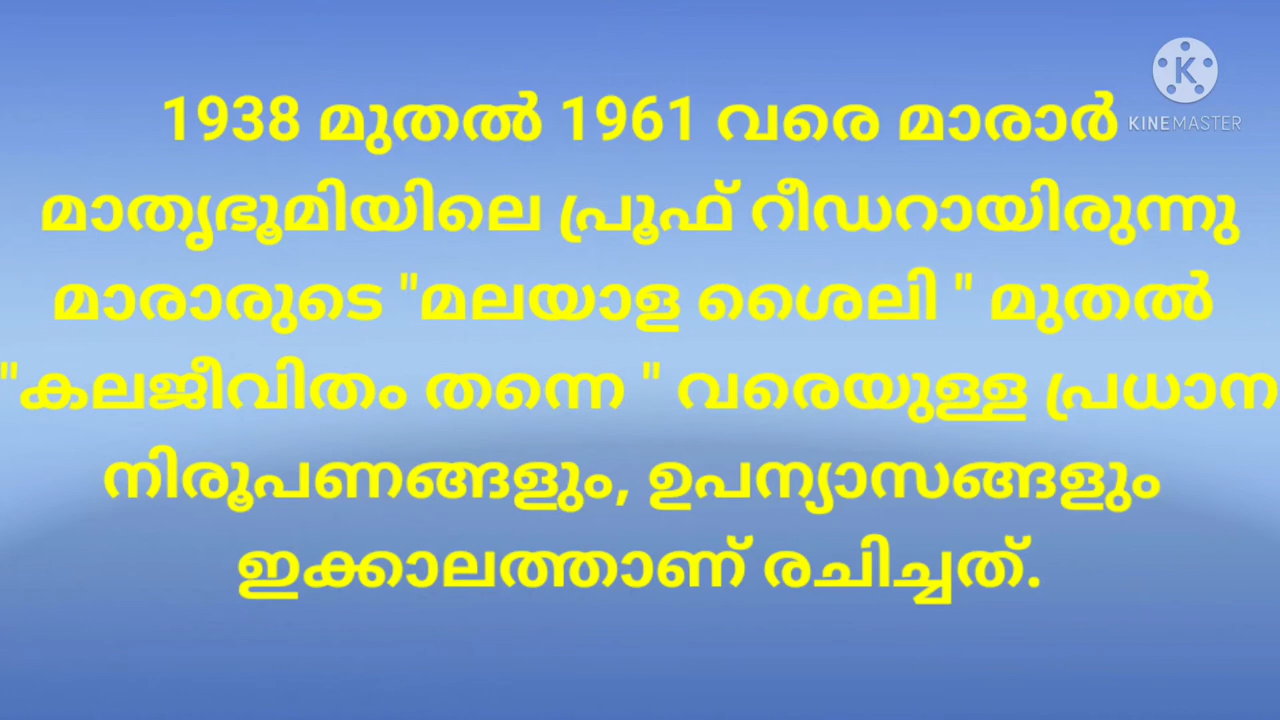 1938 മുതൽ 1961 വരെ മാരാർ
മാതൃഭൂമിയിലെ പ്രൂഫ് റീഡറായിരുന്നു
മാരാരുടെ "മലയാള ശൈലി " മുതൽ
"കലജീവിതം തന്നെ " വരെയുള്ള പ്രധാന
നിരൂപണങ്ങളും, ഉപന്യാസങ്ങളും
ഇക്കാലത്താണ് രചിച്ചത്.
K
KINEMASTER